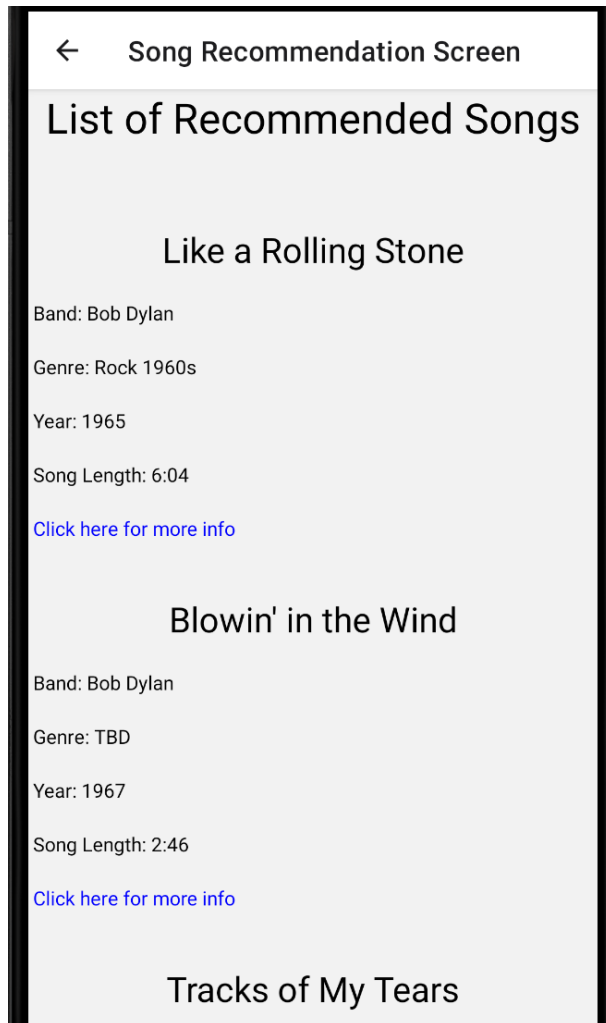 Song Recommendation Screen
List of Recommended Songs
Like a Rolling Stone
Band: Bob Dylan
Genre: Rock 1960s
Year: 1965
Song Length: 6:04
Click here for more info
Blowin' in the Wind
Band: Bob Dylan
Genre: TBD
Year: 1967
Song Length: 2:46
Click here for more info
Tracks of My Tears